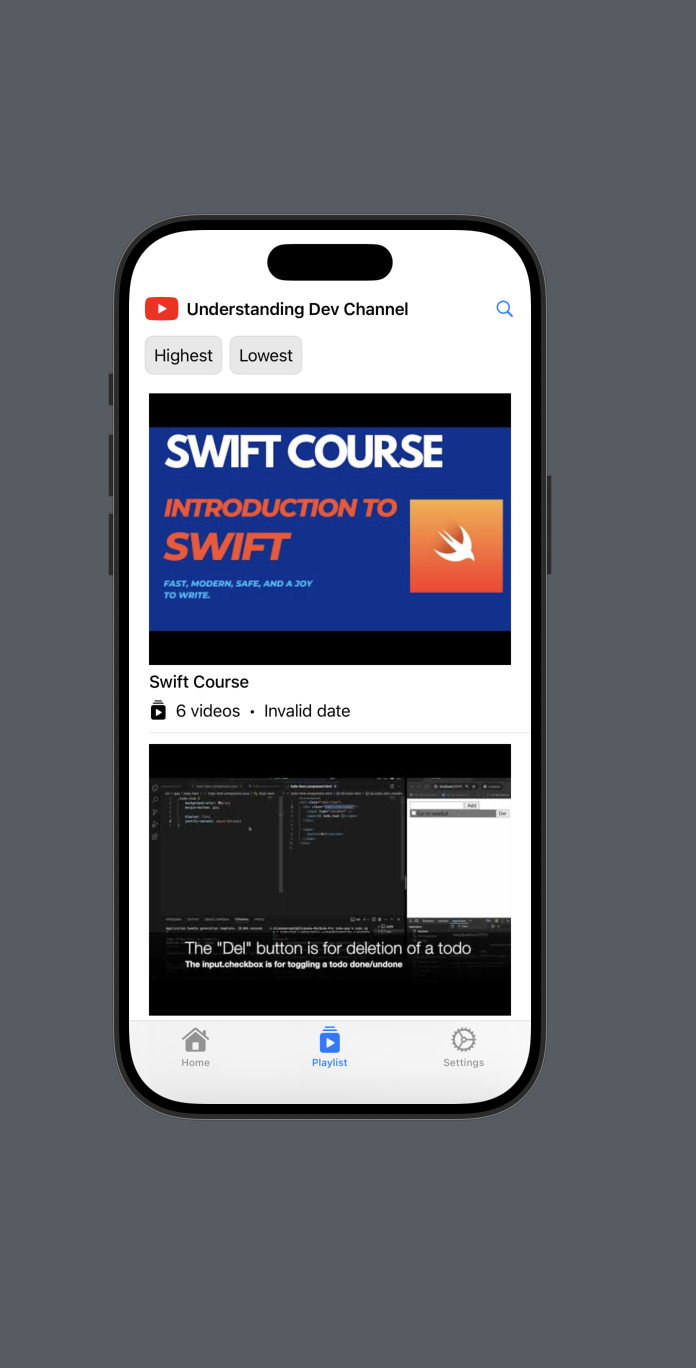 Understanding Dev Channel
Highest
Lowest
SWIFT COURSE
INTRODUCTION TO
SWIFT
FAST, MODERN, SAFE, AND A JOY
TO WRITE.
Swift Course
6 videos • Invalid date
Add
Del
The "Del" button is for deletion of a todo
The input.checkbox is for toggling a todo done/undone
Home
Playlist
Settings